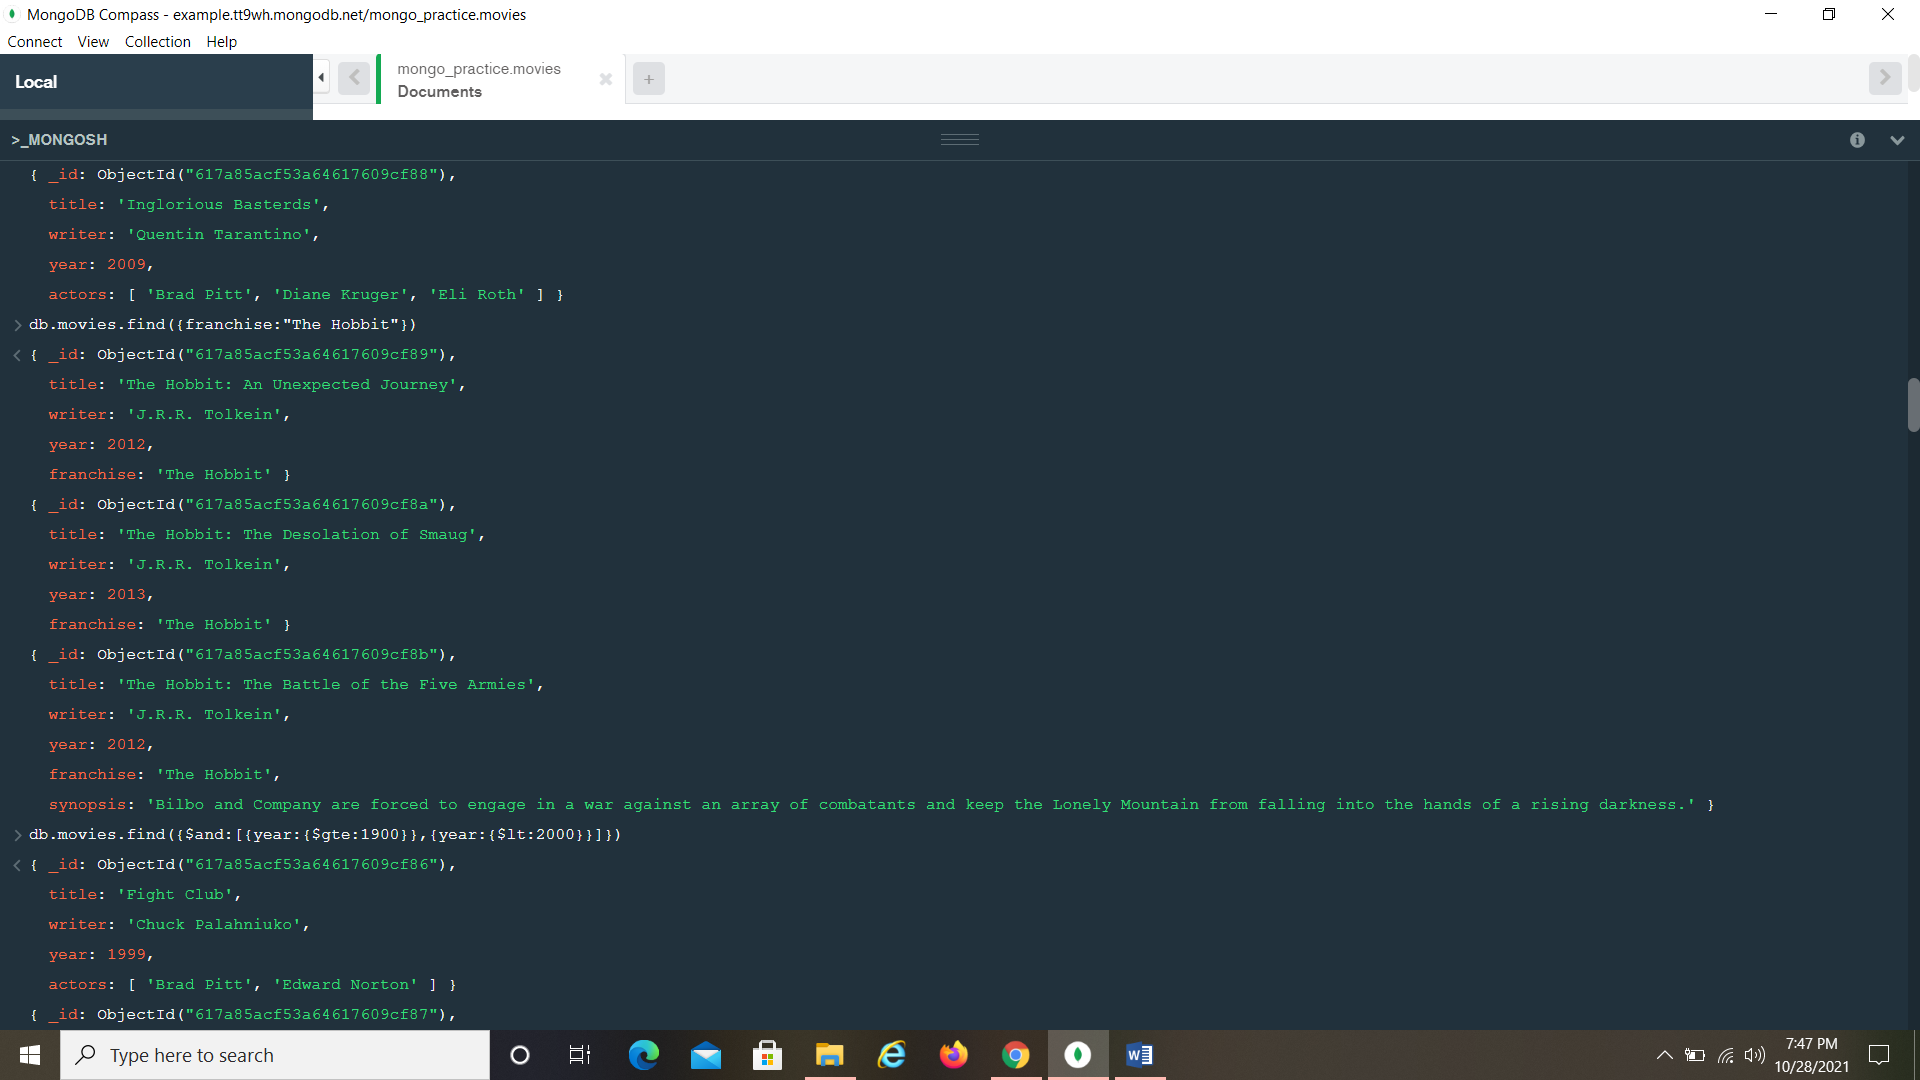 MongoDB Compass - example.tt9wh.mongodb.net/mongo_practice.movies
Connect View Collection Help
Local
mongo_practice.movies
Documents
>_MONGOSH
{ _id: ObjectId("617a85acf53a64617609cf88"),
title: 'Inglorious Basterds',
writer: 'Quentin Tarantino',
year: 2009,
actors: [ 'Brad Pitt', 'Diane Kruger', 'Eli Roth' ] }
> db.movies.find({franchise:"The Hobbit"})
< { _id: ObjectId("617a85acf53a64617609cf89"),
title: 'The Hobbit: An Unexpected Journey',
writer: 'J.R.R. Tolkein',
year: 2012,
franchise: 'The Hobbit' }
{ _id: ObjectId("617a85acf53a64617609cf8a"),
title: 'The Hobbit: The Desolation of Smaug',
writer: 'J.R.R. Tolkein',
year: 2013,
franchise: 'The Hobbit' }
{ _id: ObjectId("617a85acf53a64617609cf8b"),
title: 'The Hobbit: The Battle of the Five Armies',
writer: 'J.R.R. Tolkein',
year: 2012,
franchise: 'The Hobbit',
synopsis: 'Bilbo and Company are forced to engage in a war against an array of combatants and keep the Lonely Mountain from falling into the hands of a rising darkness.' }
> db.movies.find({$and:[{year:{$gte:1900}},{year:{$lt:2000}}]})
< { _id: ObjectId("617a85acf53a64617609cf86"),
title: 'Fight Club',
writer: 'Chuck Palahniuko',
year: 1999,
actors: [ 'Brad Pitt', 'Edward Norton' ] }
{ _id: ObjectId("617a85acf53a64617609cf87"),
Type here to search
7:47 PM
10/28/2021